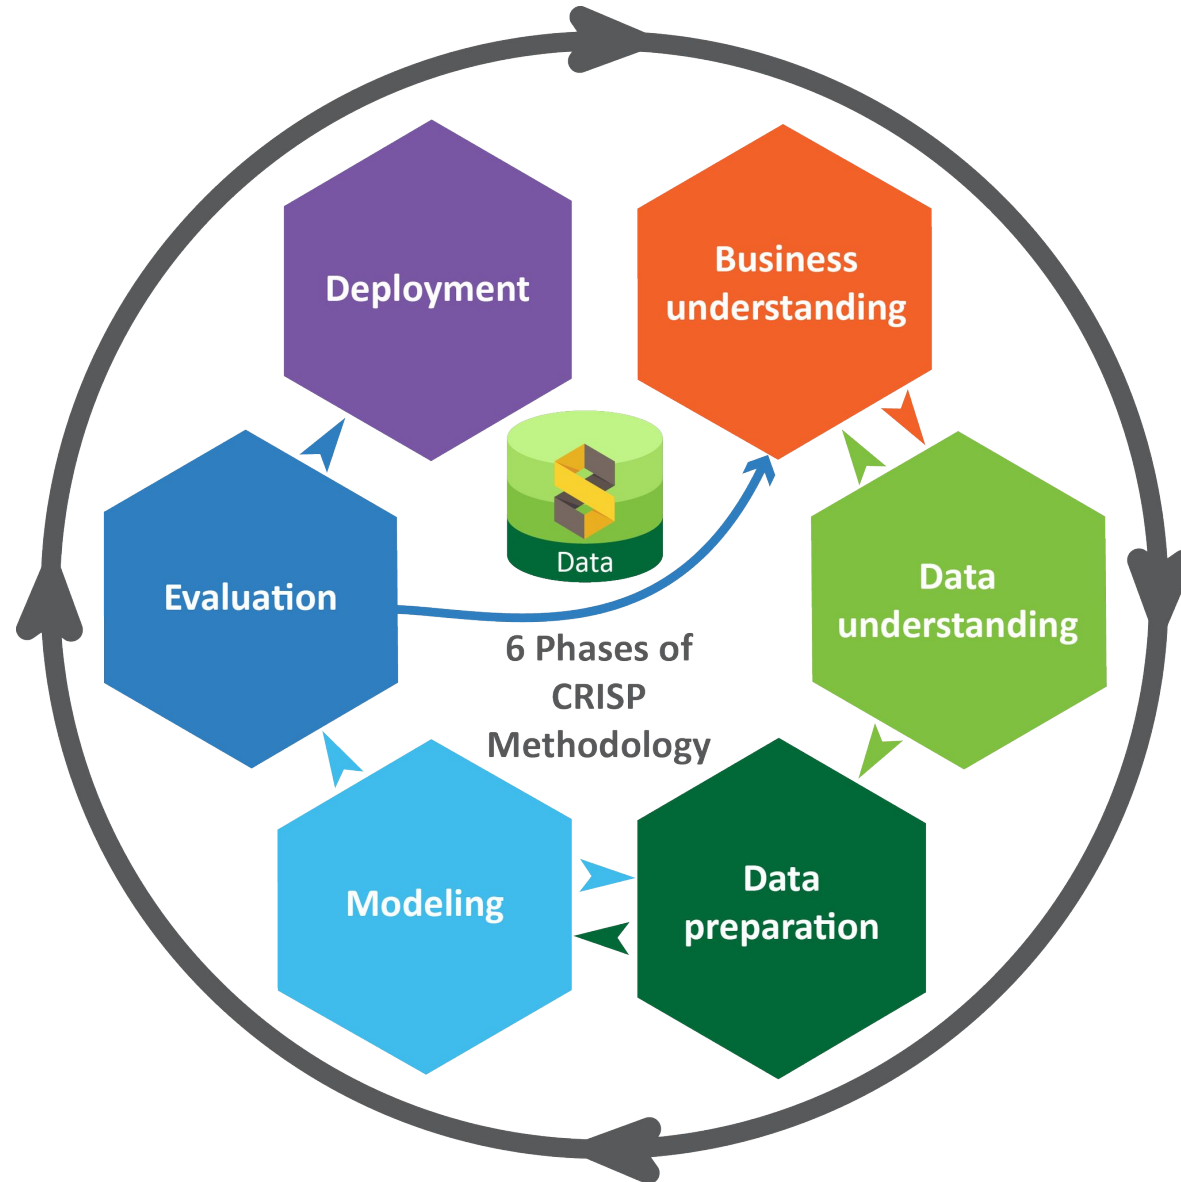 Deployment
Business
understanding
Data
Evaluation
Data
understanding
6 Phases of
CRISP
Methodology
Modeling
Data
preparation